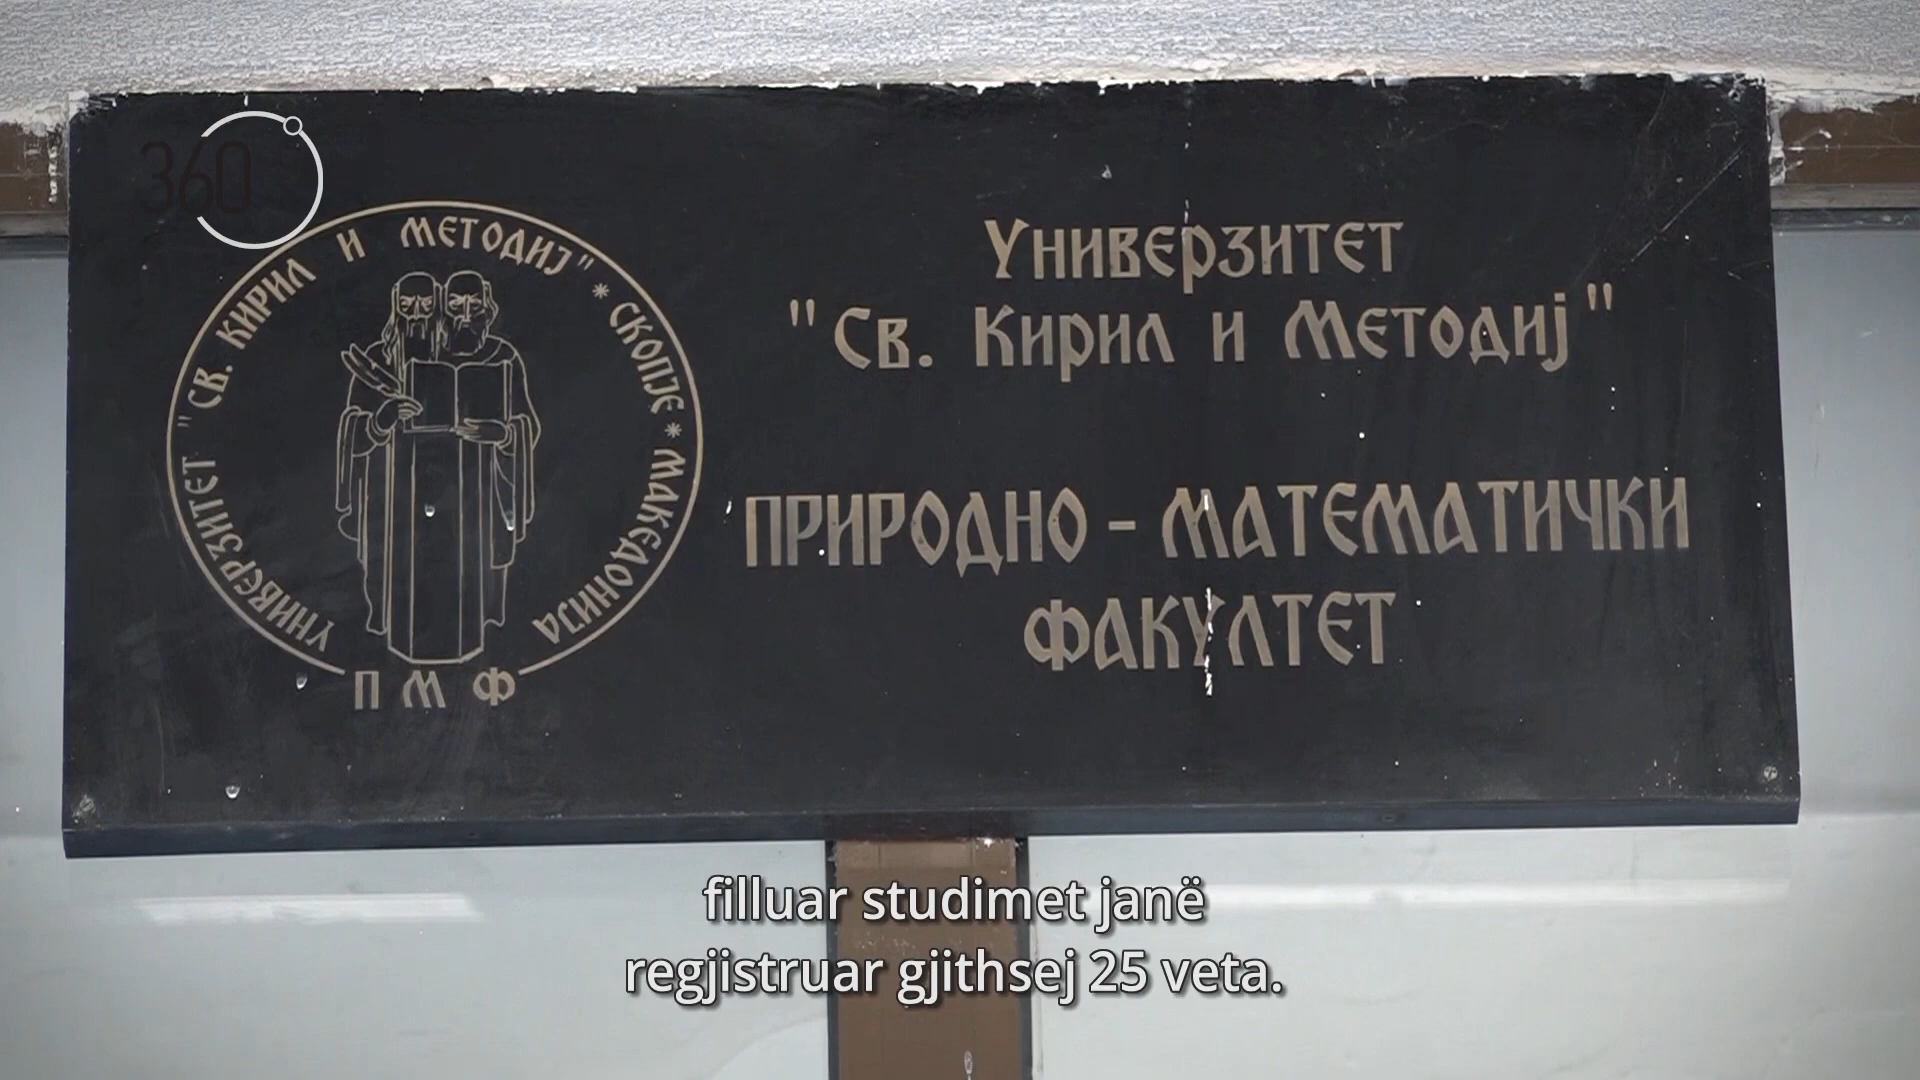 360
УНИВЕРЗИТЕТ "СВ. КИРИЛ И МЕТОДИЈ" * СКОПЈЕ * МАКЕДОНИЈА
П М Ф
Универзитет
"Св. Кирил и Методиј"
ПРИРОДНО - МАТЕМАТИЧКИ
ФАКУЛТЕТ
filluar studimet janë
regjistruar gjithsej 25 veta.